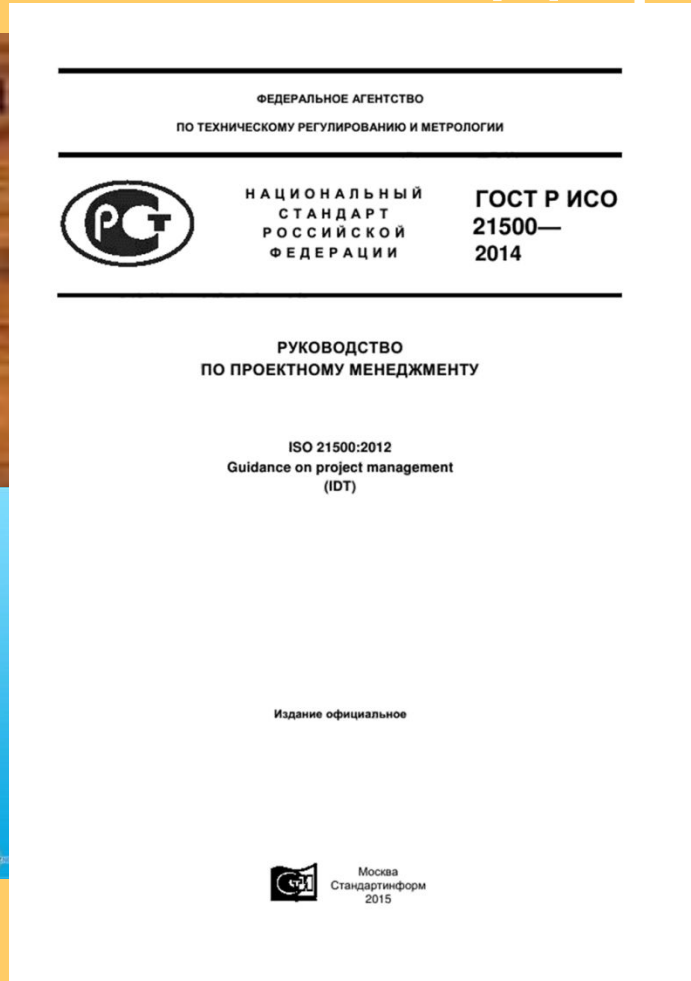 ФЕДЕРАЛЬНОЕ АГЕНТСТВО
ПО ТЕХНИЧЕСКОМУ РЕГУЛИРОВАНИЮ И МЕТРОЛОГИИ
РСТ
НАЦИОНАЛЬНЫЙ
СТАНДАРТ
РОССИЙСКОЙ
ФЕДЕРАЦИИ
ГОСТ Р ИСО
21500—
2014
РУКОВОДСТВО
ПО ПРОЕКТНОМУ МЕНЕДЖМЕНТУ
ISO 21500:2012
Guidance on project management
(IDT)
Издание официальное
Москва
Стандартинформ
2015